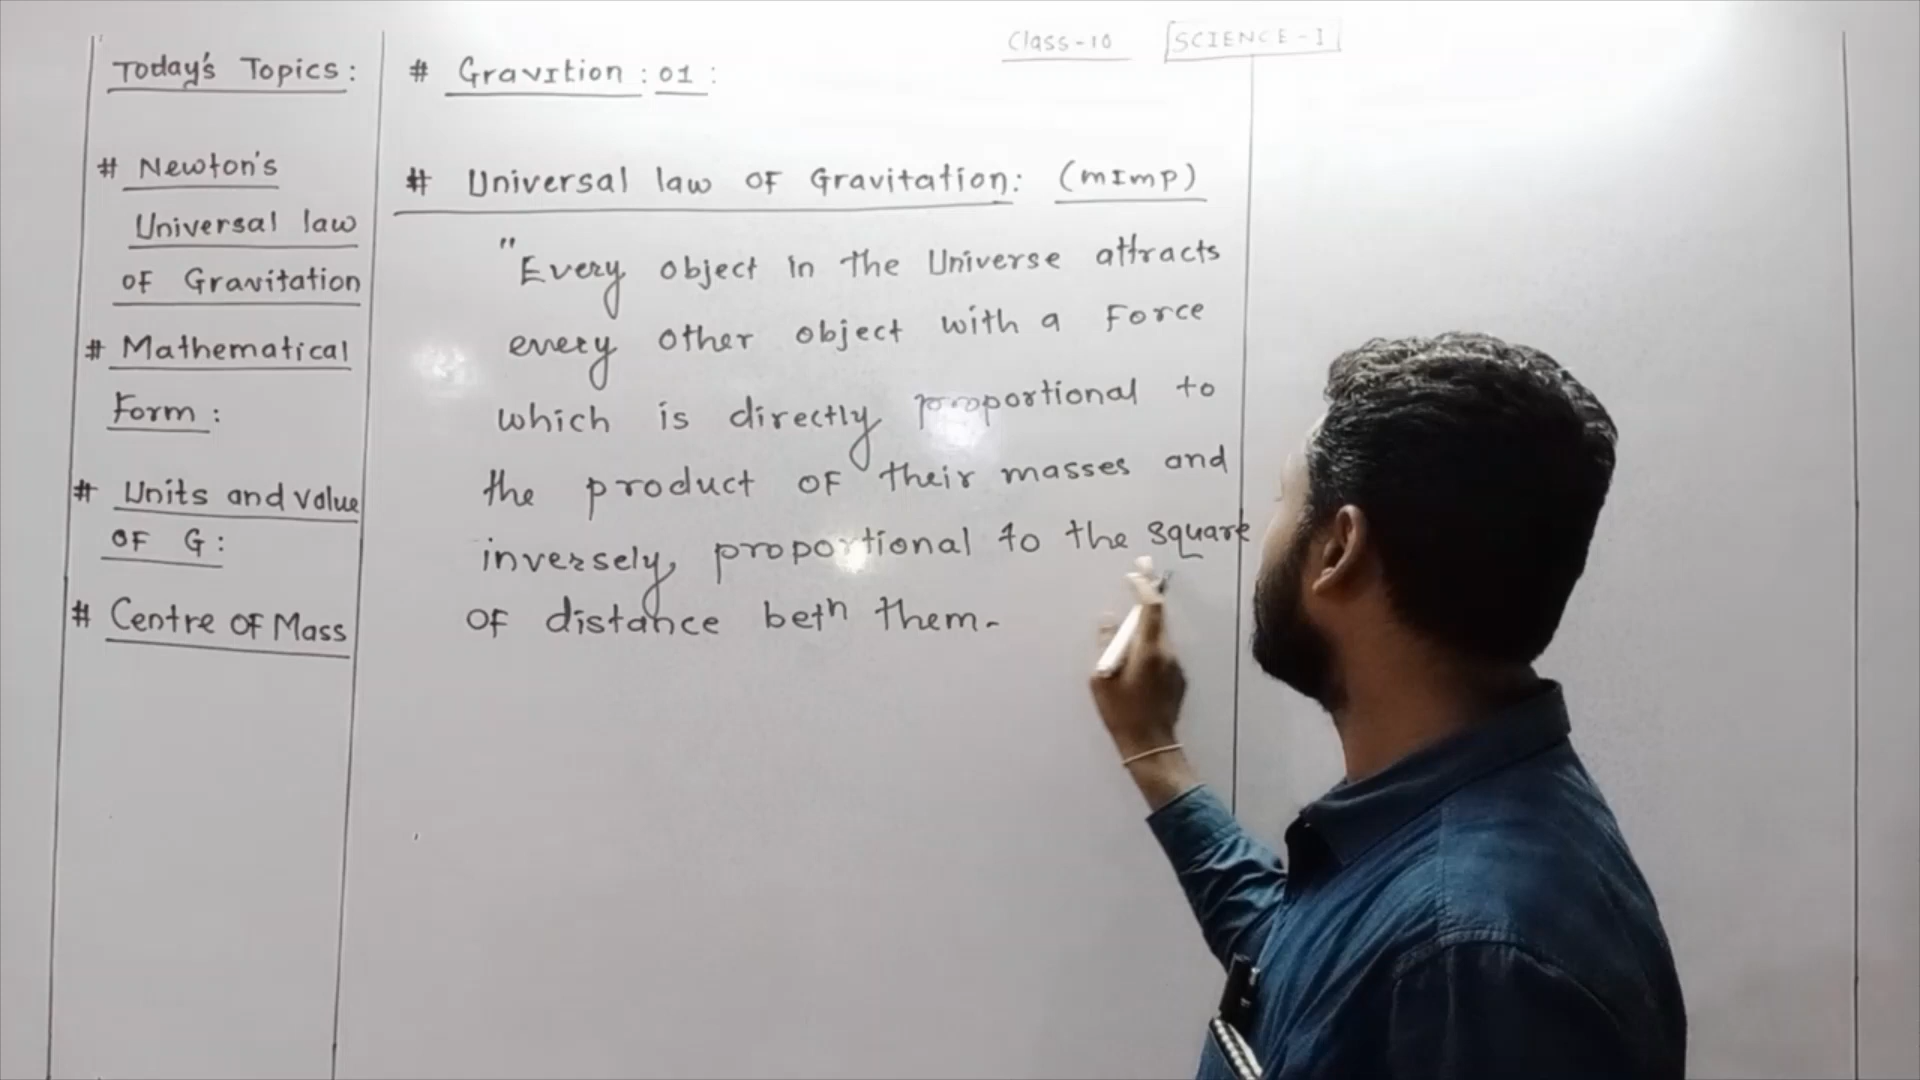 Class-10 SCIENCE-I
Today's Topics:
# Newton's
Universal law
OF Gravitation
# Mathematical
Form:
# Units and value
OF G:
# Centre OF Mass
# Gravition: 01:
# Universal law OF Gravitation: (mImp)
"Every object in the Universe attracts
every other object with a Force
which is directly proportional to
the product OF their masses and
inversely proportional to the square
OF distance betn them.